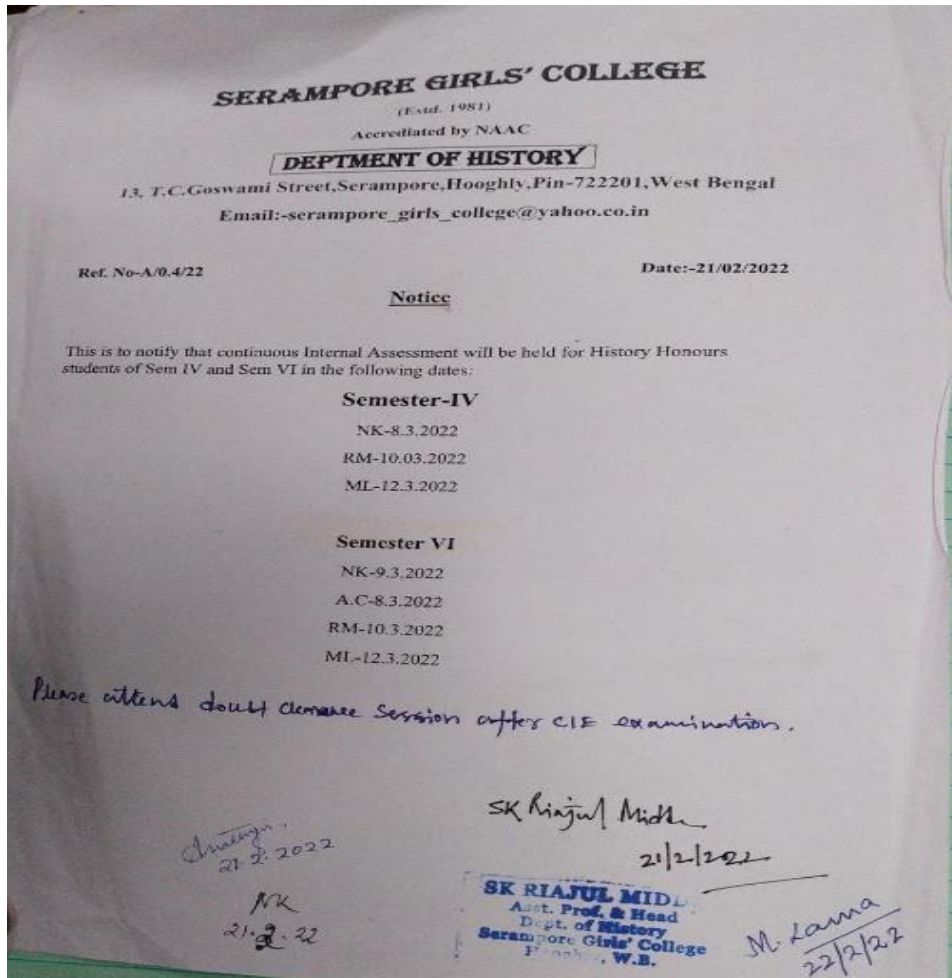 SERAMPORE GIRLS' COLLEGE
(Estd. 1981)
Accrediated by NAAC
DEPTMENT OF HISTORY
13, T.C.Goswami Street,Serampore,Hooghly,Pin-722201,West Bengal
Email:-serampore_girls_college@yahoo.co.in
Ref. No-A/0.4/22 Date:-21/02/2022
Notice
This is to notify that continuous Internal Assessment will be held for History Honours
students of Sem IV and Sem VI in the following dates:
Semester-IV
NK-8.3.2022
RM-10.03.2022
ML-12.3.2022
Semester VI
NK-9.3.2022
A.C-8.3.2022
RM-10.3.2022
ML-12.3.2022
Please attend doubt clearance Session after CIE examination.
SK Riajul
21/2/2022
21.2.2022
NK
21.2.22
SK RIAJUL
Asst. Prof. & Head
Dept. of History
Serampore Girls' College
W.B.
M. Lama
22/2/22